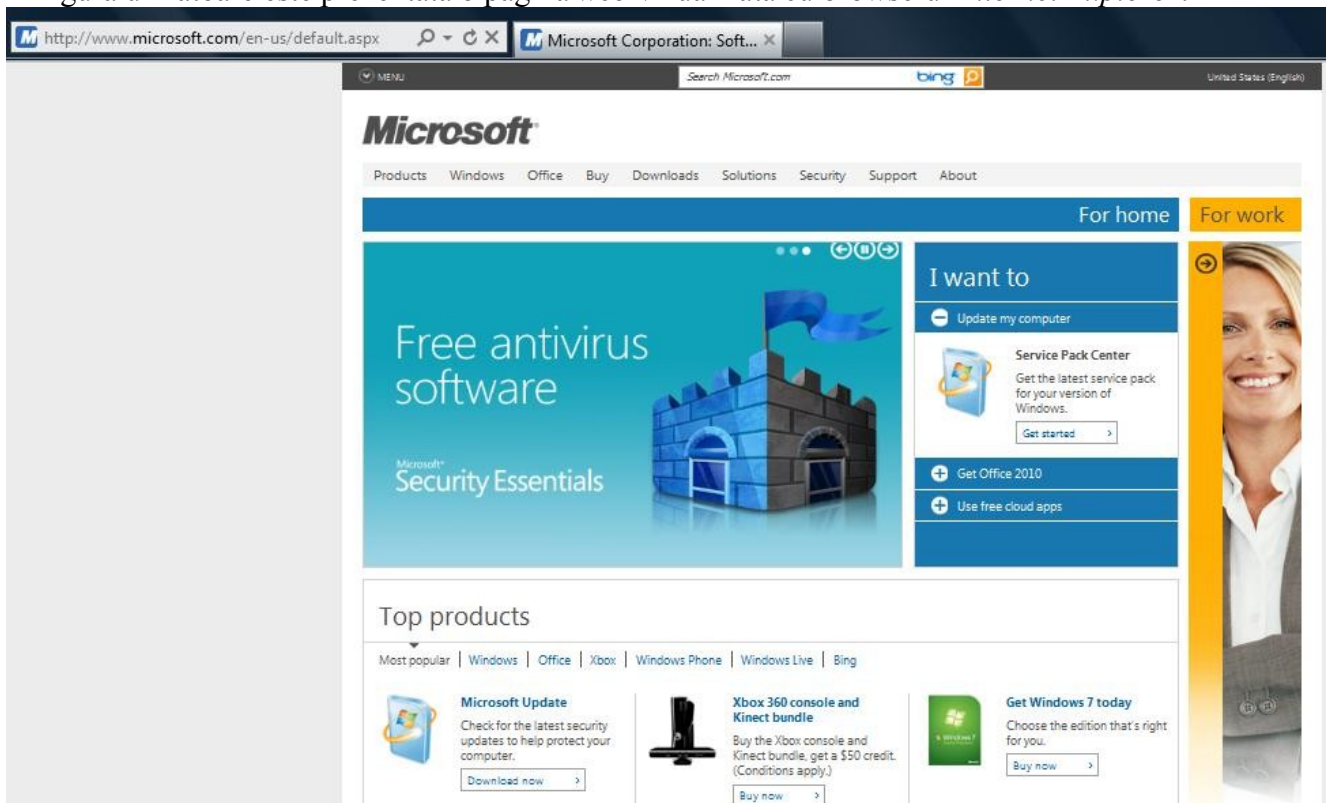 http://www.microsoft.com/en-us/default.aspx
Microsoft Corporation: Soft...
MENU
Search Microsoft.com
bing
United States (English)
Microsoft
Products Windows Office Buy Downloads Solutions Security Support About
For home
For work
Free antivirus
software
Microsoft
Security Essentials
I want to
Update my computer
Service Pack Center
Get the latest service pack
for your version of
Windows.
Get started
Get Office 2010
Use free cloud apps
Top products
Most popular | Windows | Office | Xbox | Windows Phone | Windows Live | Bing
Microsoft Update
Check for the latest security
updates to help protect your
computer.
Download now
Xbox 360 console and
Kinect bundle
Buy the Xbox console and
Kinect bundle, get a $50 credit.
(Conditions apply.)
Buy now
Get Windows 7 today
Choose the edition that's right
for you.
Buy now